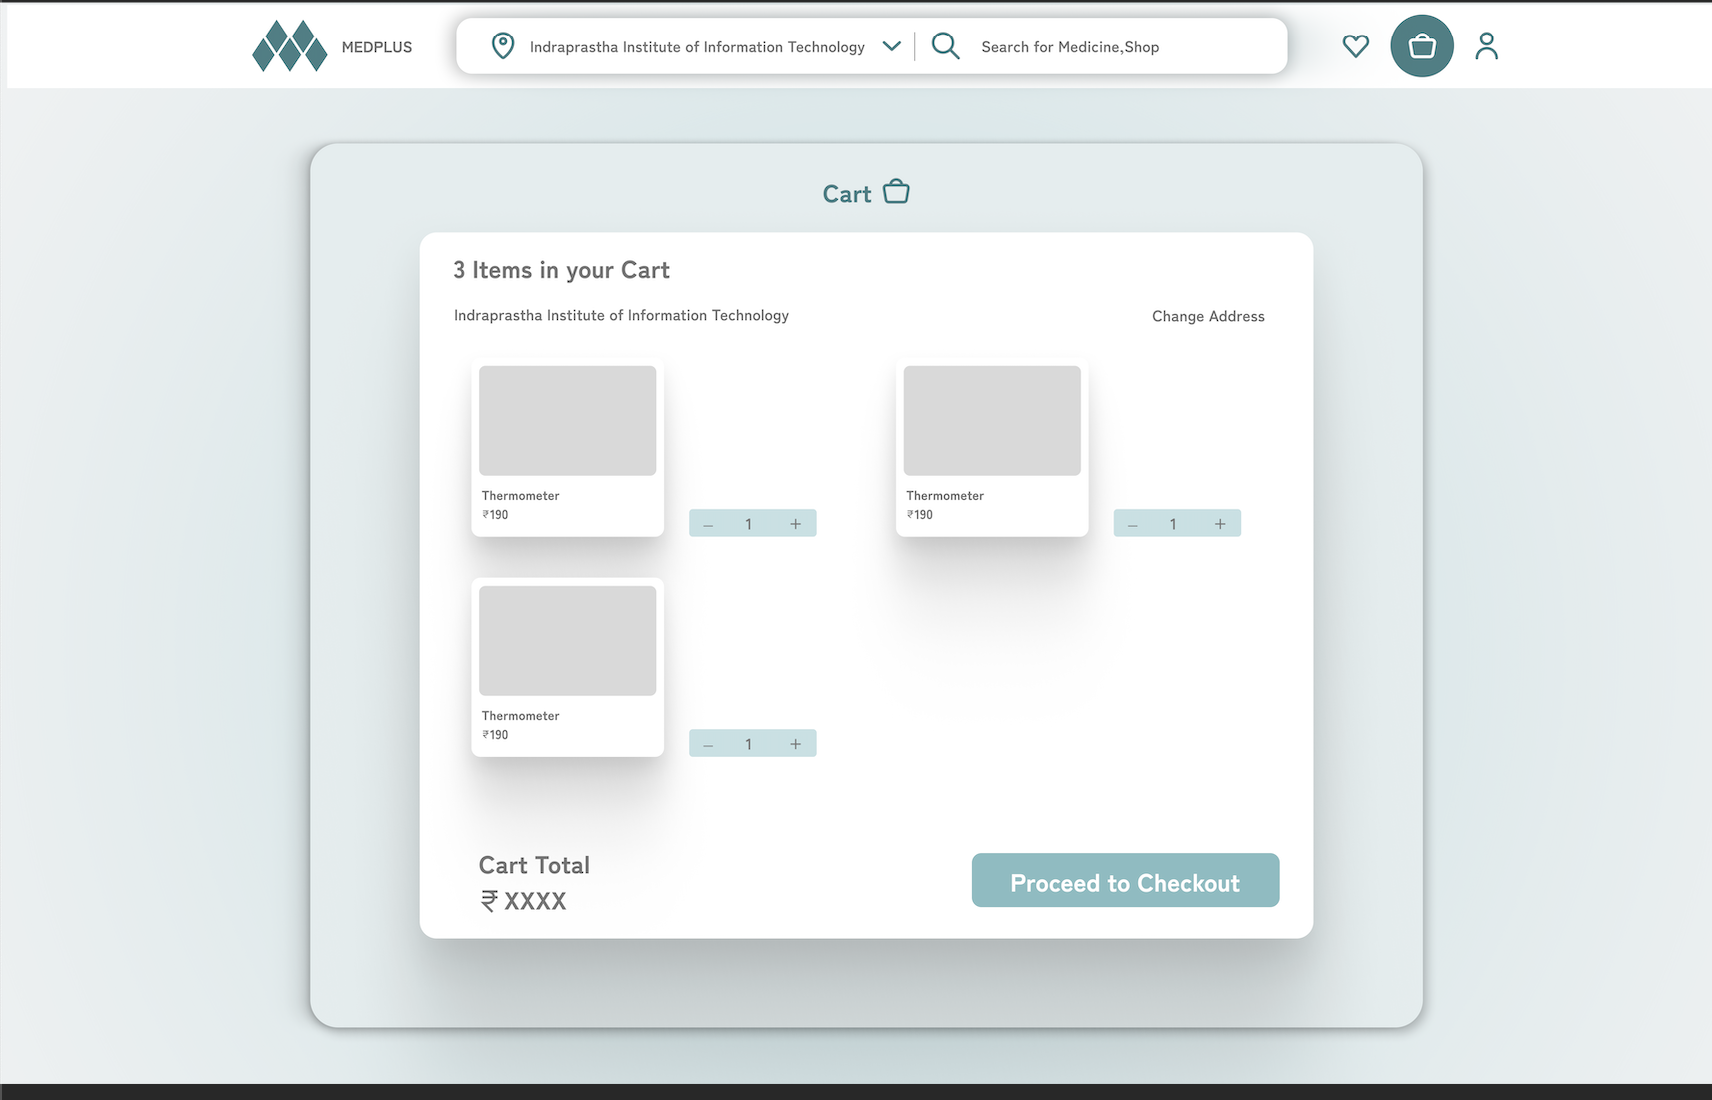 MEDPLUS
Indraprastha Institute of Information Technology
Search for Medicine,Shop
Cart
3 Items in your Cart
Indraprastha Institute of Information Technology
Change Address
Thermometer
₹190
– 1 +
Thermometer
₹190
– 1 +
Thermometer
₹190
– 1 +
Cart Total
₹ XXXX
Proceed to Checkout